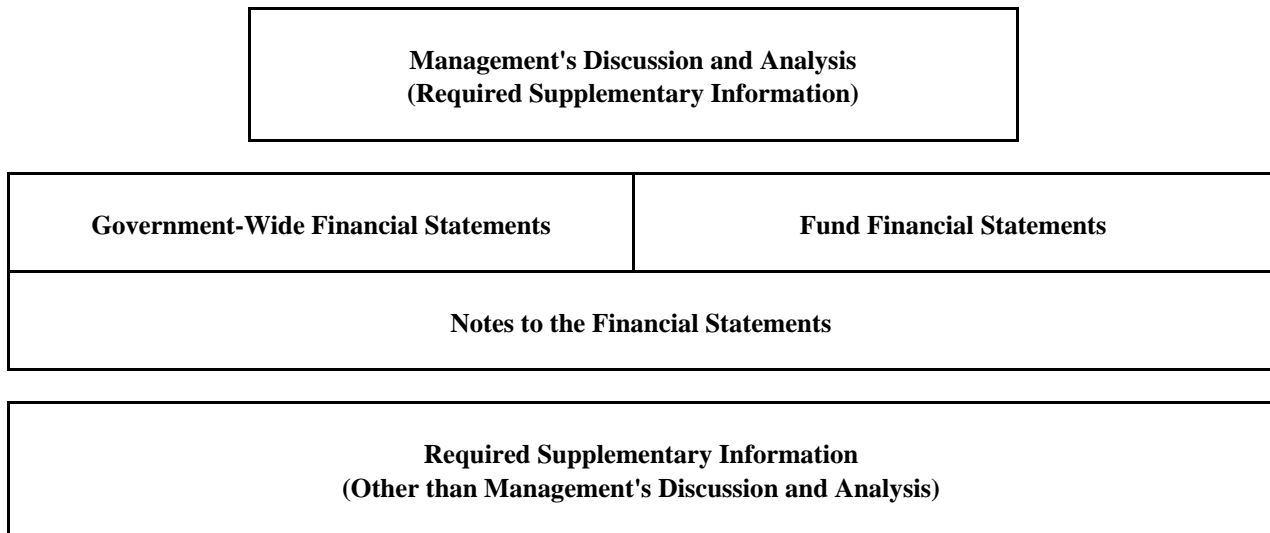 Management's Discussion and Analysis
(Required Supplementary Information)
Government-Wide Financial Statements
Fund Financial Statements
Notes to the Financial Statements
Required Supplementary Information
(Other than Management's Discussion and Analysis)